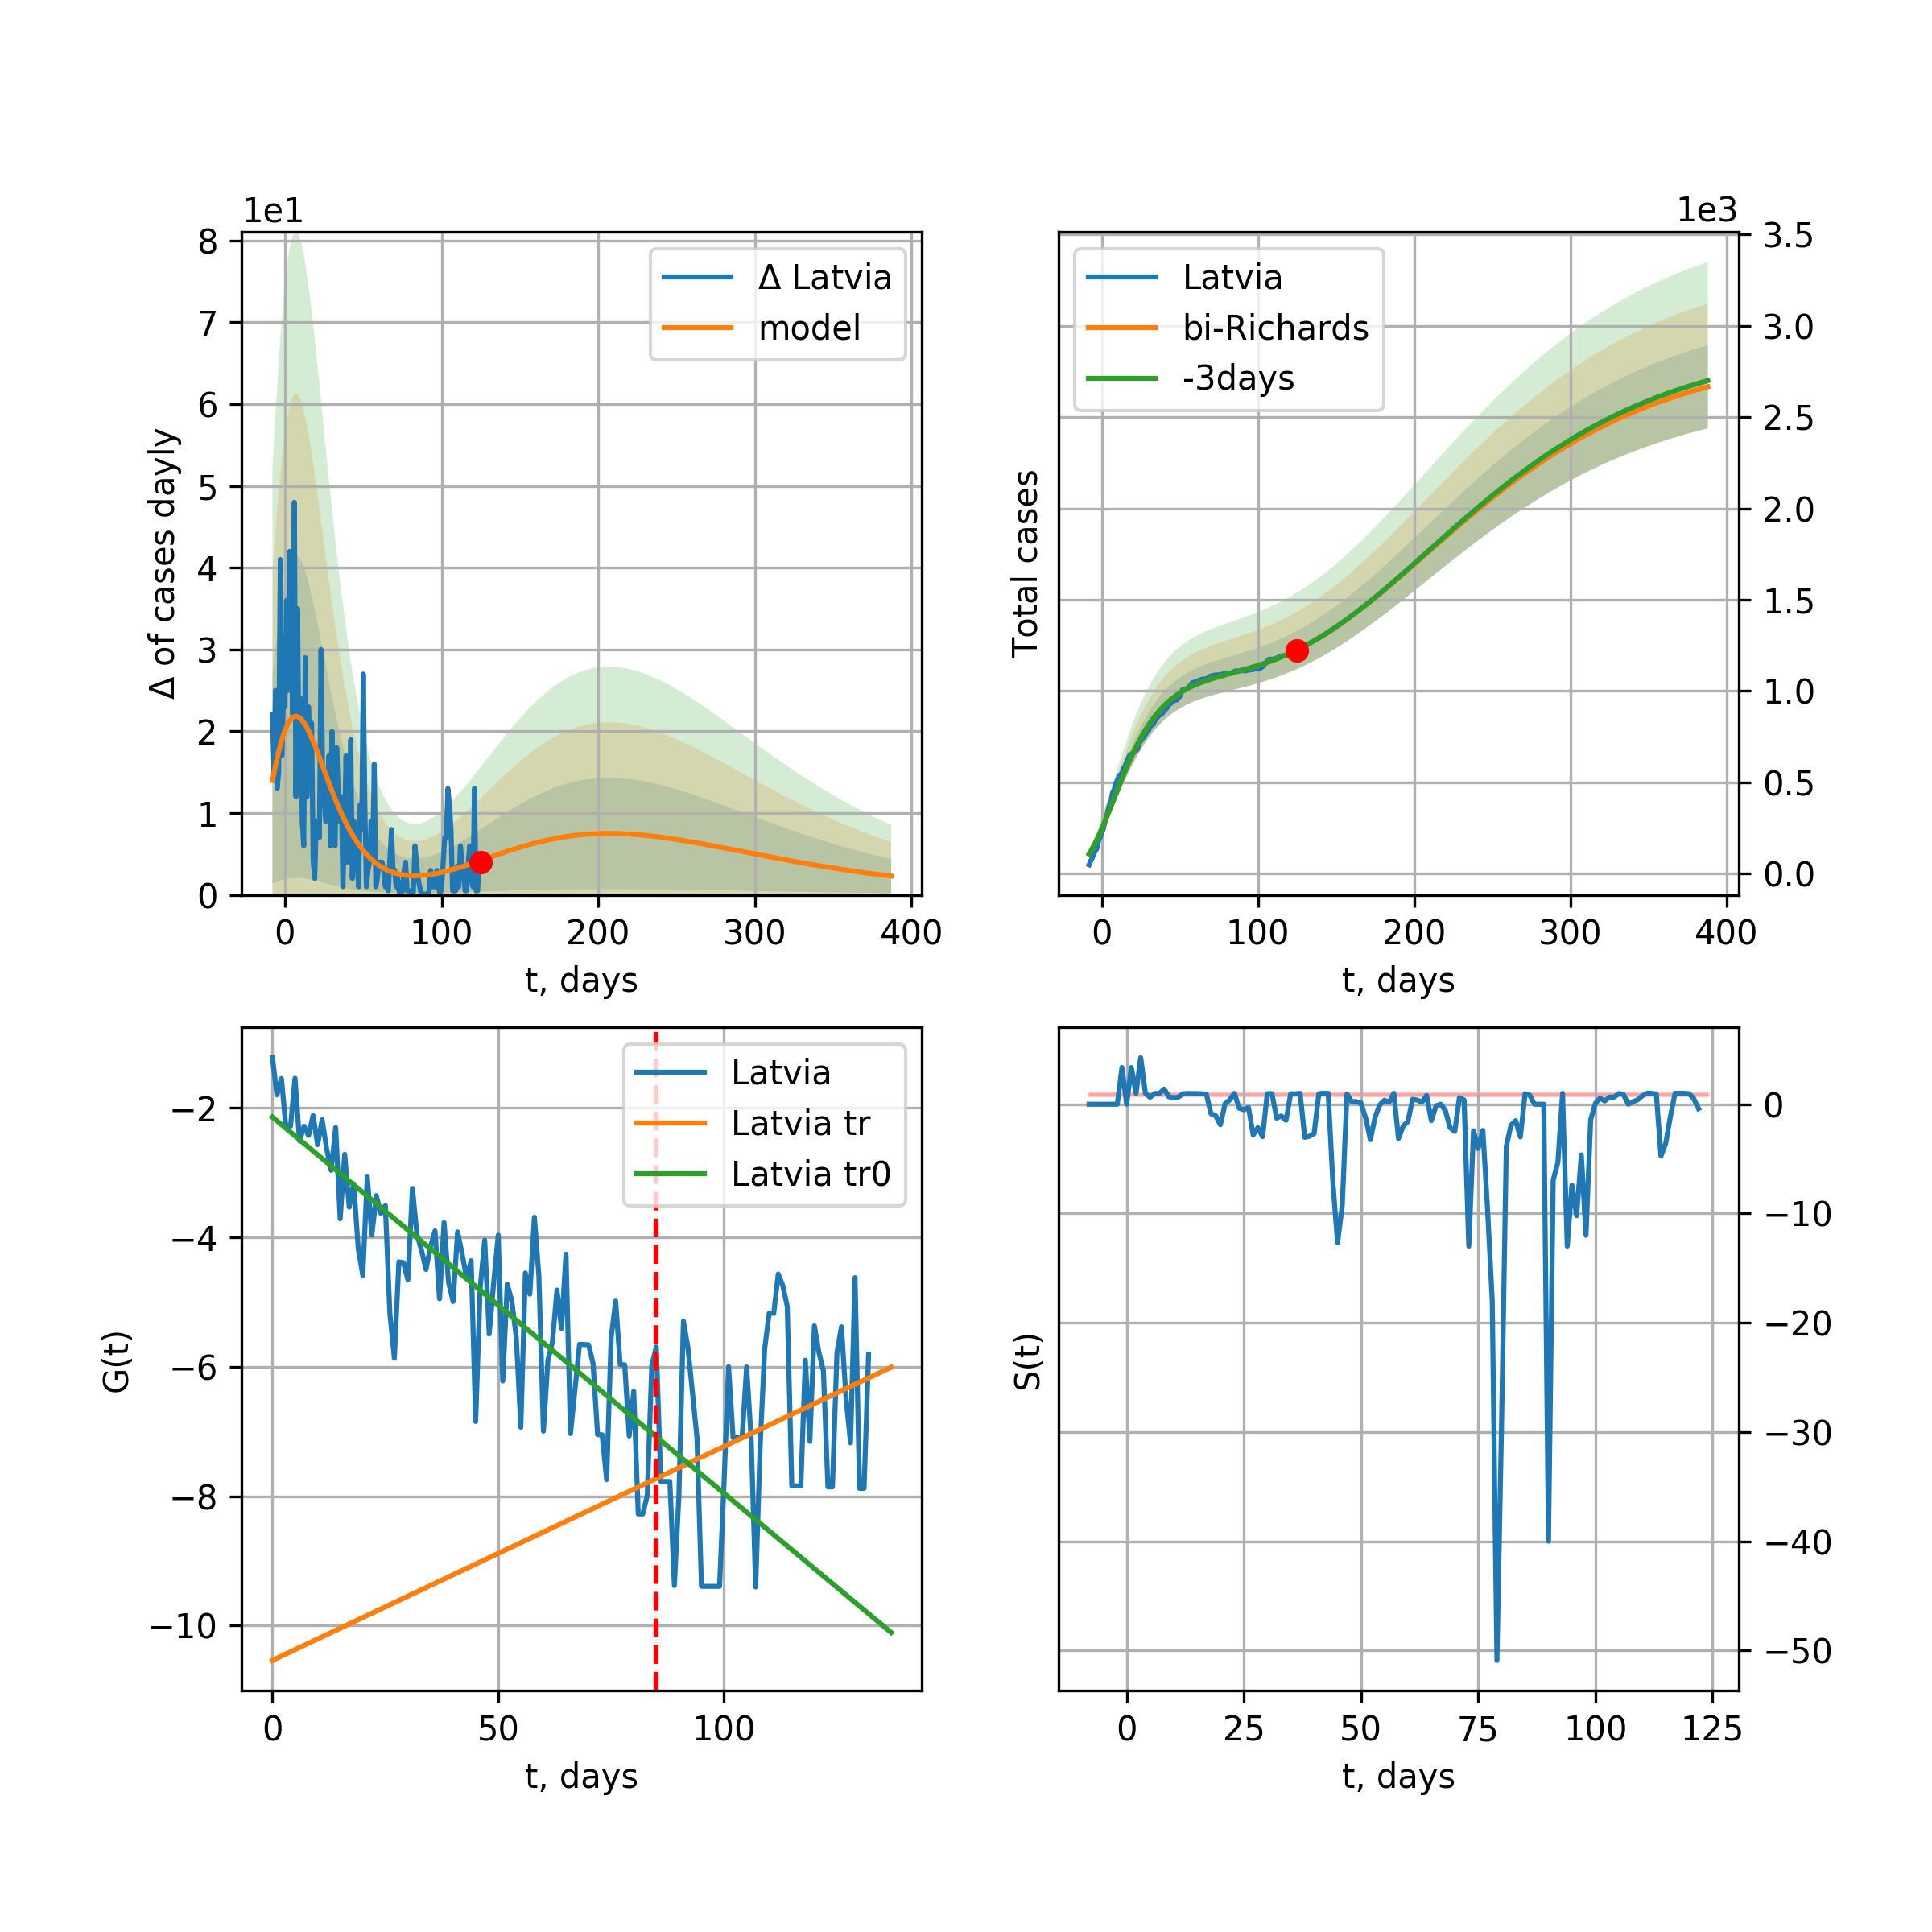 1e1
8
7
6
5
4
3
2
1
0
Δ of cases dayly
Δ Latvia
model
0 100 200 300 400
t, days
1e3
3.5
3.0
2.5
2.0
1.5
1.0
0.5
0.0
Total cases
Latvia
bi-Richards
-3days
0 100 200 300 400
t, days
−2
−4
−6
−8
−10
G(t)
Latvia
Latvia tr
Latvia tr0
0 50 100
t, days
0
−10
−20
−30
−40
−50
S(t)
0 25 50 75 100 125
t, days